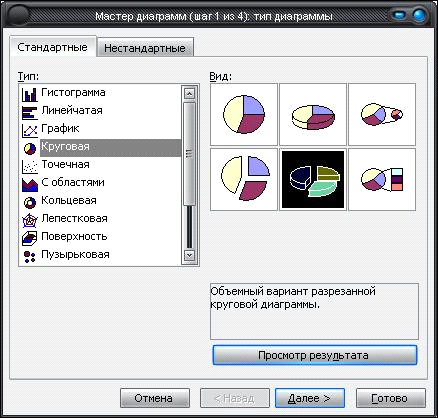 Мастер диаграмм (шаг 1 из 4): тип диаграммы
Стандартные
Нестандартные
Тип:
Вид:
Гистограмма
Линейчатая
График
Круговая
Точечная
С областями
Кольцевая
Лепестковая
Поверхность
Пузырьковая
Объемный вариант разрезанной
круговой диаграммы.
Просмотр результата
Отмена
< Назад
Далее >
Готово